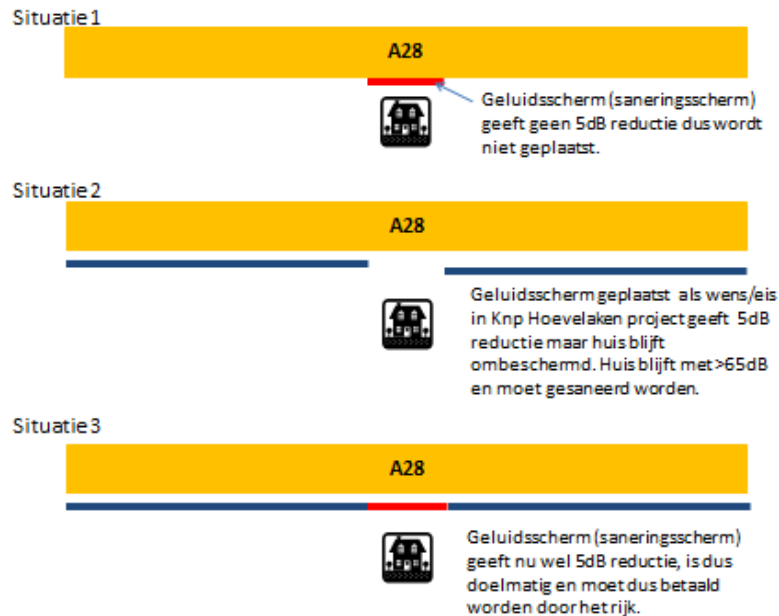 Situatie 1
A28
Geluidsscherm (saneringsscherm)
geeft geen 5dB reductie dus wordt
niet geplaatst.
Situatie 2
A28
Geluidsscherm geplaatst als wens/eis
in Knp Hoevelaken project geeft 5dB
reductie maar huis blijft
ombeschermd. Huis blijft met >65dB
en moet gesaneerd worden.
Situatie 3
A28
Geluidsscherm (saneringsscherm)
geeft nu wel 5dB reductie, is dus
doelmatig en moet dus betaald
worden door het rijk.